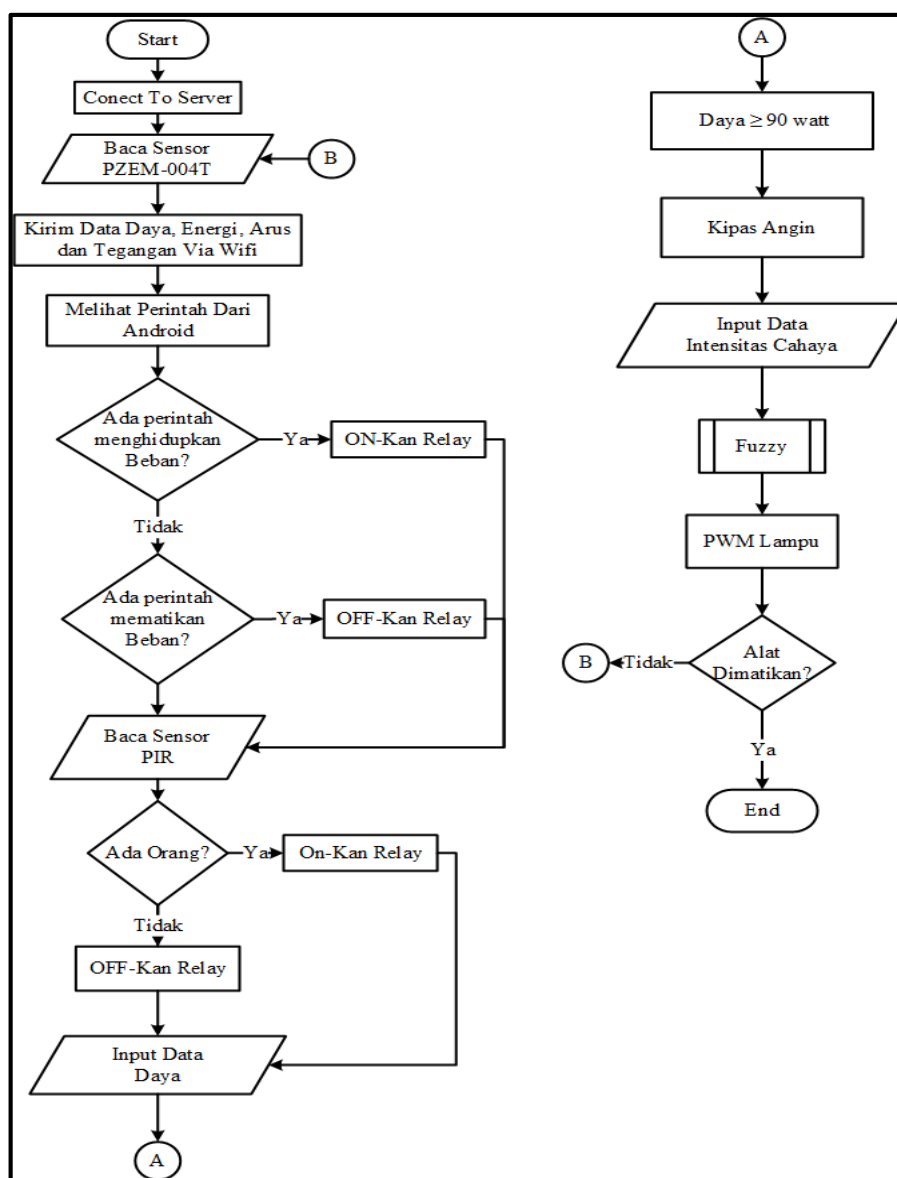 Start
Conect To Server
Baca Sensor
PZEM-004T
B
Kirim Data Daya, Energi, Arus
dan Tegangan Via Wifi
Melihat Perintah Dari
Android
Ada perintah
menghidupkan
Beban?
Ya
ON-Kan Relay
Tidak
Ada perintah
mematikan
Beban?
Ya
OFF-Kan Relay
Baca Sensor
PIR
Ada Orang?
Ya
On-Kan Relay
Tidak
OFF-Kan Relay
Input Data
Daya
A
A
Daya ≥ 90 watt
Kipas Angin
Input Data
Intensitas Cahaya
Fuzzy
PWM Lampu
Alat
Dimatikan?
Tidak
B
Ya
End